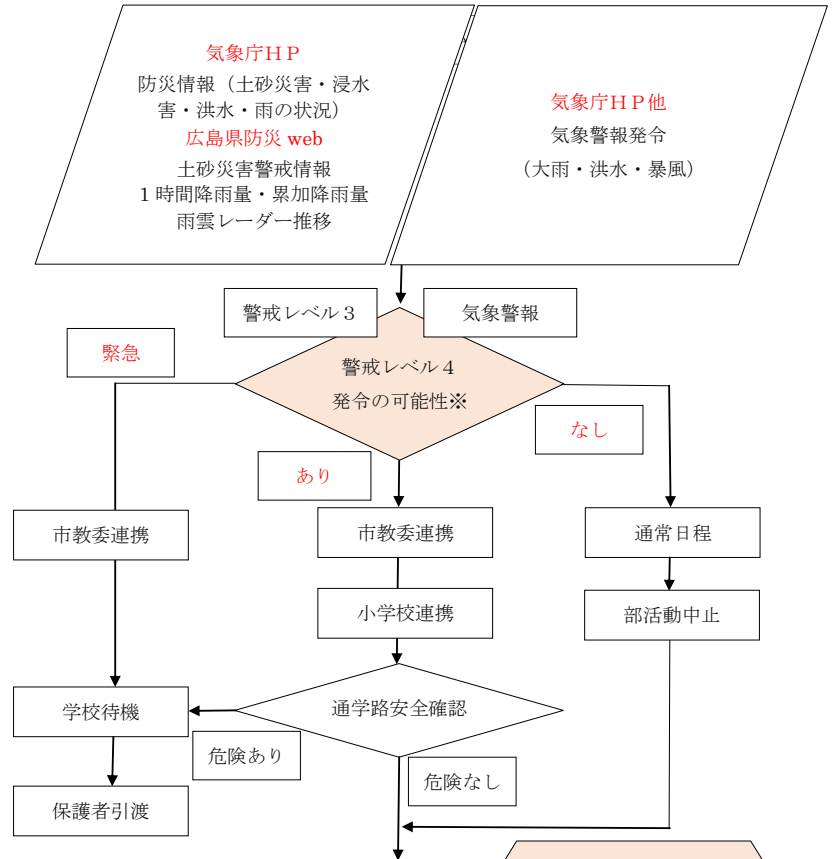 気象庁ＨＰ
防災情報（土砂災害・浸水
害・洪水・雨の状況）
広島県防災 web
土砂災害警戒情報
１時間降雨量・累加降雨量
雨雲レーダー推移
気象庁ＨＰ他
気象警報発令
（大雨・洪水・暴風）
警戒レベル３
気象警報
緊急
警戒レベル４
発令の可能性※
なし
あり
市教委連携
市教委連携
通常日程
小学校連携
部活動中止
学校待機
通学路安全確認
危険あり
危険なし
保護者引渡